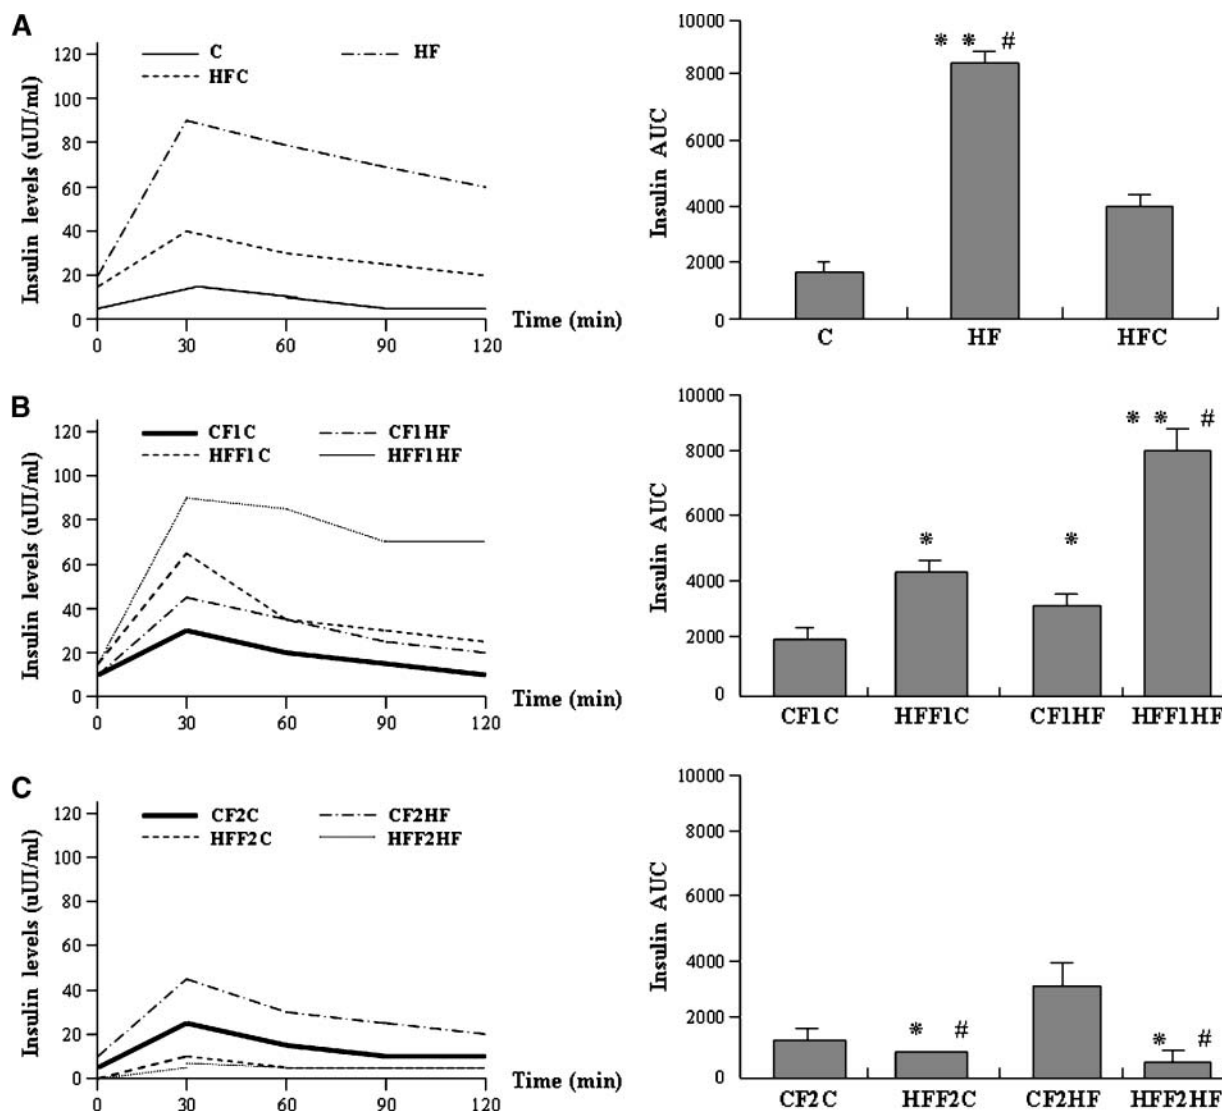 A
Insulin levels (uUI/ml)
120
100
80
60
40
20
0
C
HF
HFC
0 30 60 90 120
Time (min)
Insulin AUC
10000
8000
6000
4000
2000
0
* * #
C HF HFC
B
Insulin levels (uUI/ml)
120
100
80
60
40
20
0
CF1C CF1HF
HFF1C HFF1HF
0 30 60 90 120
Time (min)
Insulin AUC
10000
8000
6000
4000
2000
0
* * * * #
CF1C HFF1C CF1HF HFF1HF
C
Insulin levels (uUI/ml)
120
100
80
60
40
20
0
CF2C CF2HF
HFF2C HFF2HF
0 30 60 90 120
Time (min)
Insulin AUC
10000
8000
6000
4000
2000
0
* # * #
CF2C HFF2C CF2HF HFF2HF